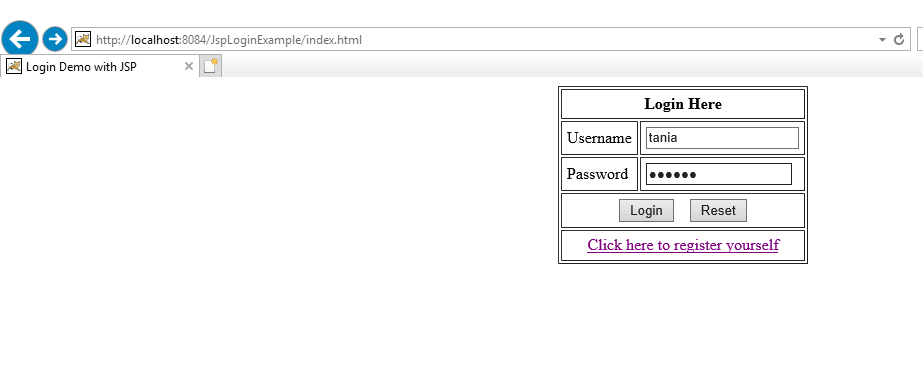 http://localhost:8084/JspLoginExample/index.html
Login Demo with JSP
Login Here
Username tania
Password ●●●●●●
Login Reset
Click here to register yourself